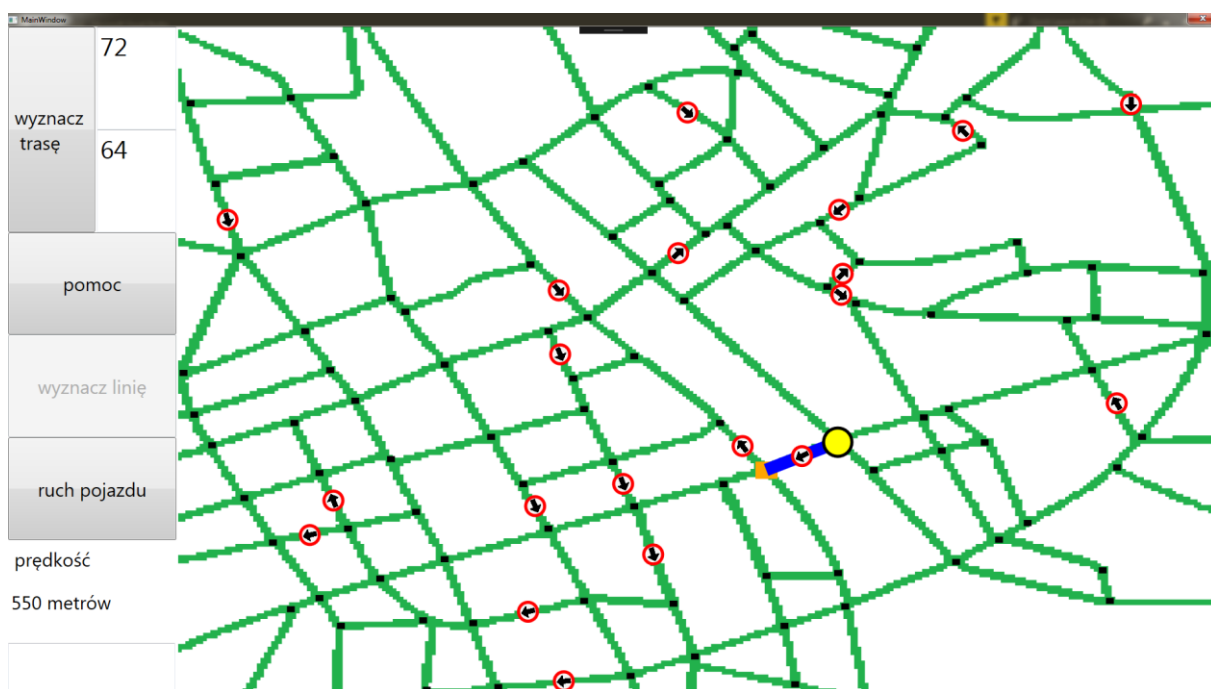 MainWindow
72
wyznacz
trasę
64
pomoc
wyznacz linię
ruch pojazdu
prędkość
550 metrów